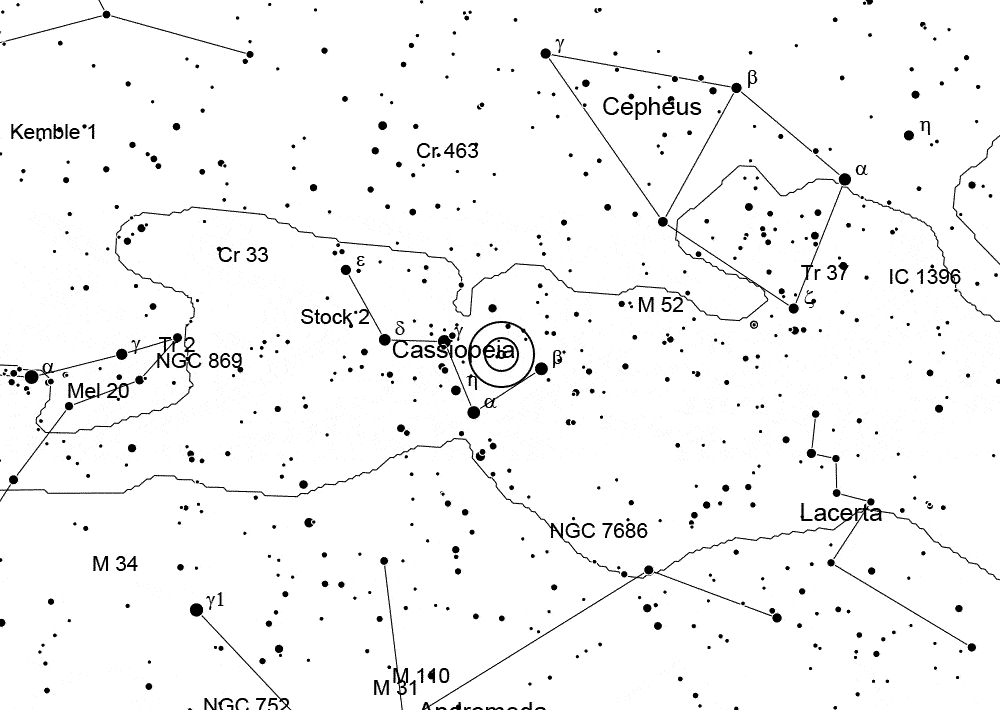 γ
β
Cepheus
Kemble 1
η
Cr 463
α
Cr 33
ε
Tr 37
IC 1396
ζ
M 52
Stock 2
δ
γ
Cassiopeia
β
Tr 2
γ
NGC 869
α
η
Mel 20
α
Lacerta
NGC 7686
M 34
γ1
M 110
M 31
NGC 752
Andromeda